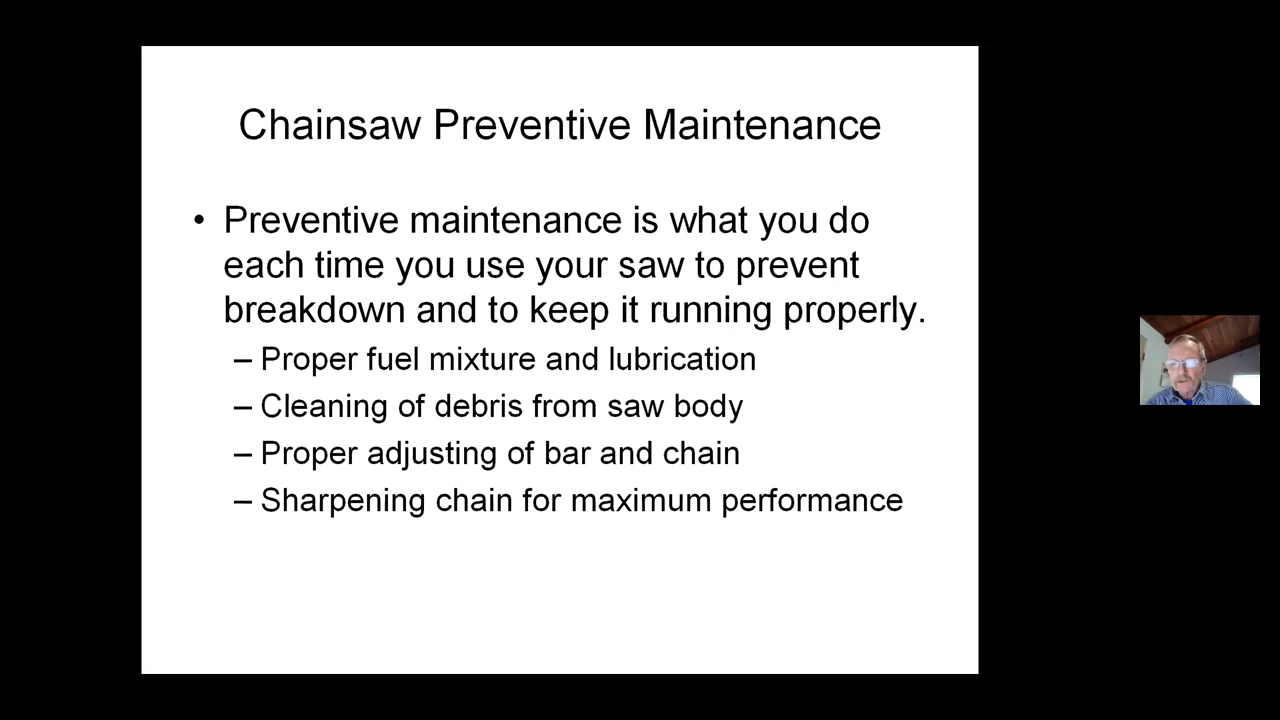 Chainsaw Preventive Maintenance
• Preventive maintenance is what you do
each time you use your saw to prevent
breakdown and to keep it running properly.
– Proper fuel mixture and lubrication
– Cleaning of debris from saw body
– Proper adjusting of bar and chain
– Sharpening chain for maximum performance